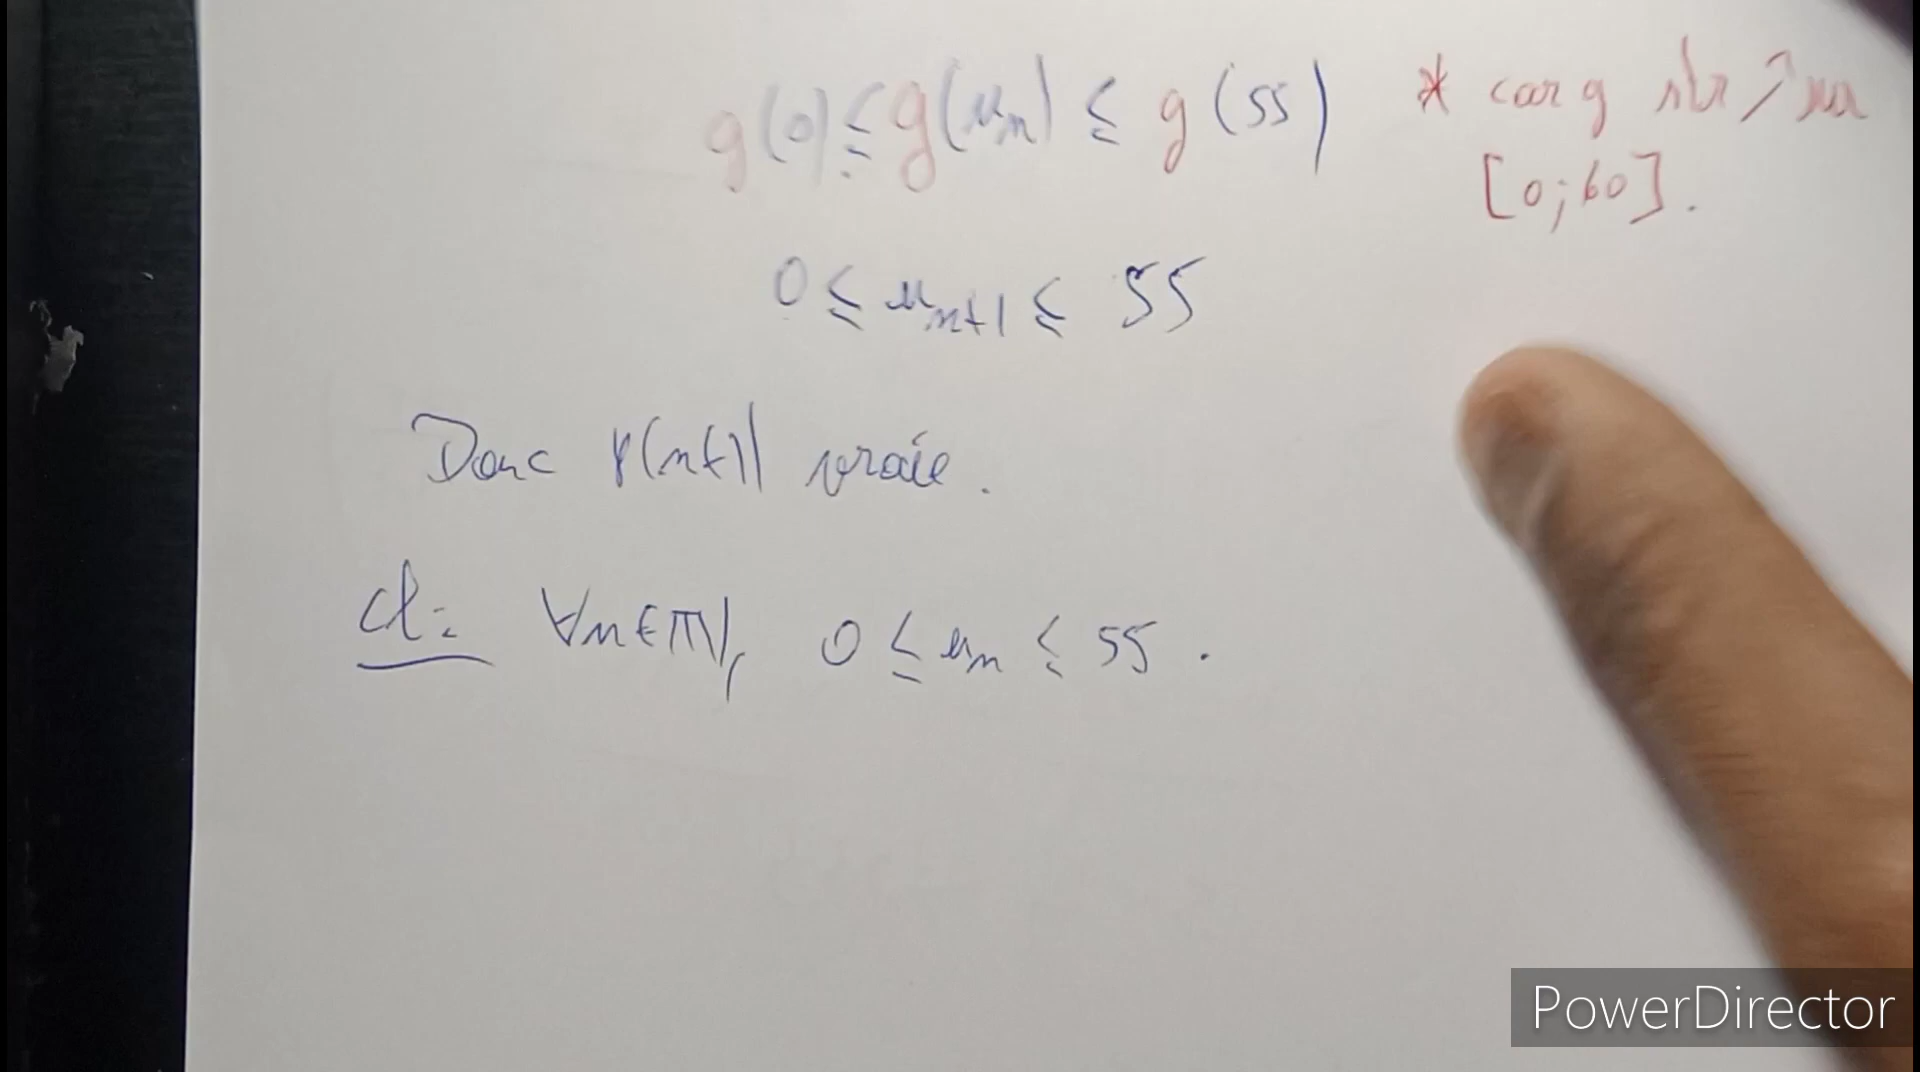 g(0) ≤ g(uₙ) ≤ g(55) * car g str ↗ sur
[0;60].
0 ≤ uₙ₊₁ ≤ 55
Donc P(n+1) vraie.
Cl: ∀n∈ℕ, 0 ≤ uₙ ≤ 55.
PowerDirector